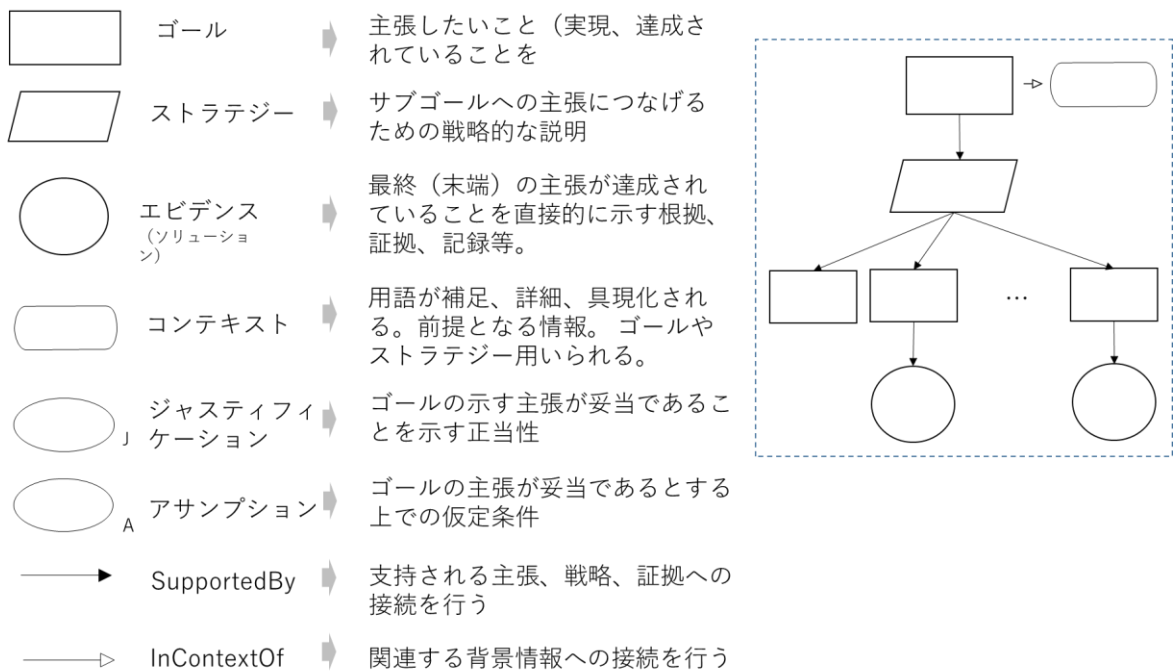 ゴール
主張したいこと（実現、達成さ
れていることを
ストラテジー
サブゴールへの主張につなげる
ための戦略的な説明
エビデンス
（ソリューショ
ン）
最終（末端）の主張が達成され
ていることを直接的に示す根拠、
証拠、記録等。
コンテキスト
用語が補足、詳細、具現化され
る。前提となる情報。 ゴールや
ストラテジー用いられる。
J
ジャスティフィ
ケーション
ゴールの示す主張が妥当であるこ
とを示す正当性
A
アサンプション
ゴールの主張が妥当であるとする
上での仮定条件
SupportedBy
支持される主張、戦略、証拠への
接続を行う
InContextOf
関連する背景情報への接続を行う
…